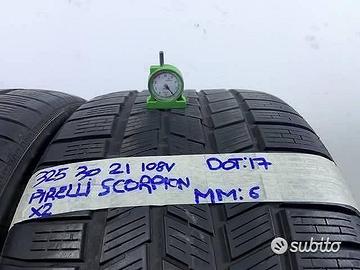 325 30 21 108V DOT:17
PIRELLI SCORPION MM: 6
X2
subito